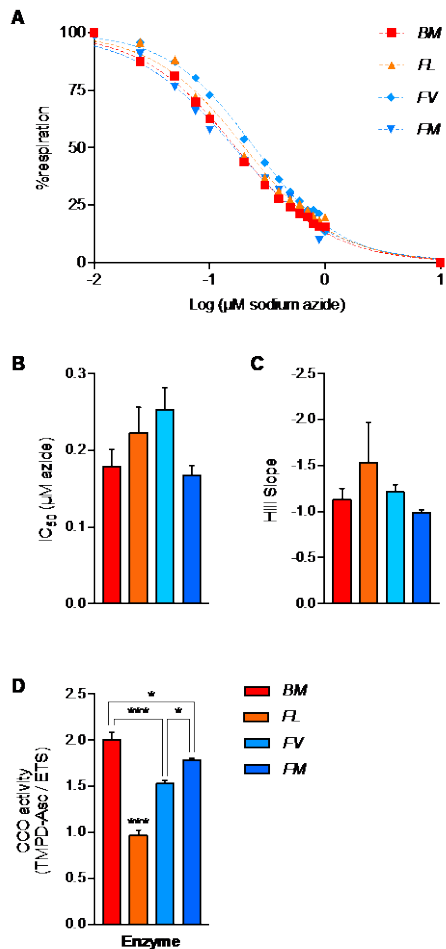 A
100
75
50
25
0
%respiration
-2
-1
0
1
Log (µM sodium azide)
BM
FL
FV
FM
B
0.3
0.2
0.1
0.0
IC50 (µM azide)
C
-2.0
-1.5
-1.0
-0.5
0.0
Hill Slope
D
2.5
2.0
1.5
1.0
0.5
0.0
CCO activity
(TMPD-Asc / ETS)
*
***
*
***
Enzyme
BM
FL
FV
FM